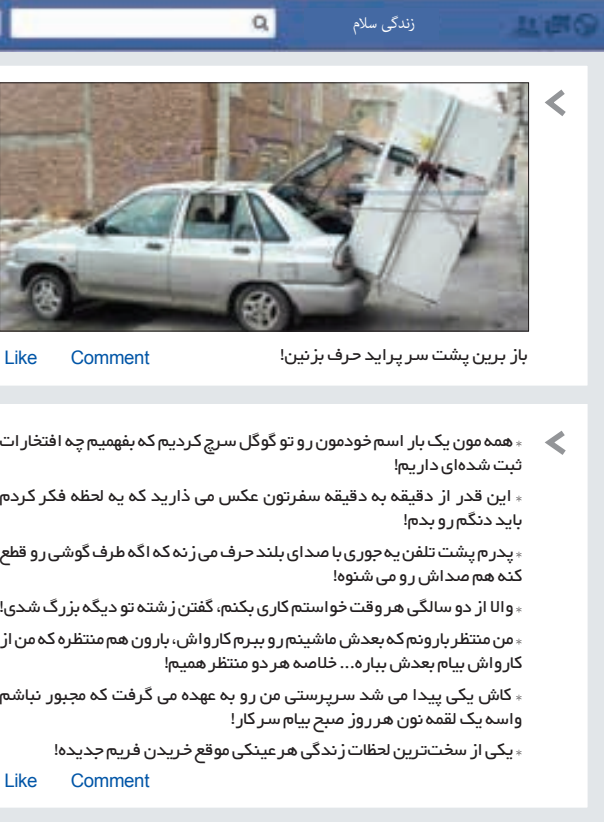 زندگی سلام
باز برین پشت سر پراید حرف بزنین!
Like Comment
* همه مون یک بار اسم خودمون رو تو گوگل سرچ کردیم که بفهمیم چه افتخارات
ثبت شده‌ای داریم!
* این قدر از دقیقه به دقیقه سفرتون عکس می ذارید که یه لحظه فکر کردم
باید دنگم رو بدم!
* پدرم پشت تلفن یه جوری با صدای بلند حرف می زنه که اگه طرف گوشی رو قطع
کنه هم صداش رو می شنوه!
* والا از دو سالگی هر وقت خواستم کاری بکنم، گفتن زشته تو دیگه بزرگ شدی!
* من منتظر بارونم که بعدش ماشینم رو ببرم کارواش، بارون هم منتظره که من از
کارواش بیام بعدش بباره... خلاصه هر دو منتظر همیم!
* کاش یکی پیدا می شد سرپرستی من رو به عهده می گرفت که مجبور نباشم
واسه یک لقمه نون هر روز صبح بیام سر کار!
* یکی از سخت‌ترین لحظات زندگی هر عینکی موقع خریدن فریم جدیده!
Like Comment